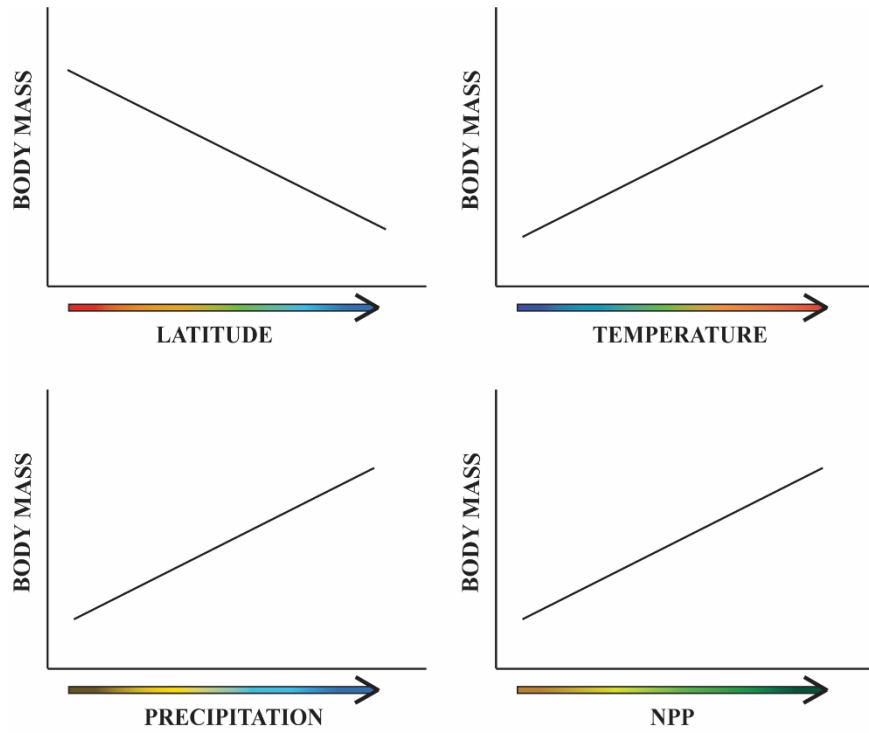 BODY MASS
LATITUDE
BODY MASS
TEMPERATURE
BODY MASS
PRECIPITATION
BODY MASS
NPP